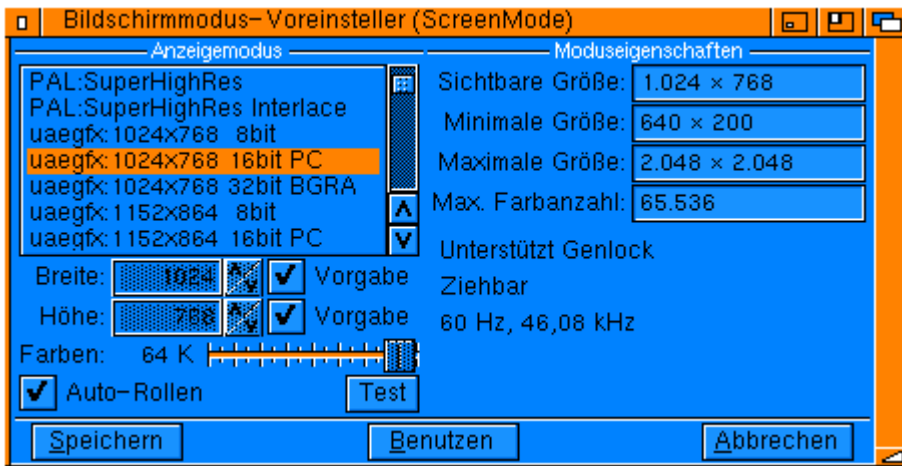 Bildschirmmodus-Voreinsteller (ScreenMode)
Anzeigemodus
PAL:SuperHighRes
PAL:SuperHighRes Interlace
uaegfx:1024x768 8bit
uaegfx:1024x768 16bit PC
uaegfx:1024x768 32bit BGRA
uaegfx:1152x864 8bit
uaegfx:1152x864 16bit PC
Breite: 1024 Vorgabe
Höhe: 768 Vorgabe
Farben: 64 K
Auto-Rollen Test
Moduseigenschaften
Sichtbare Größe: 1.024 × 768
Minimale Größe: 640 × 200
Maximale Größe: 2.048 × 2.048
Max. Farbanzahl: 65.536
Unterstützt Genlock
Ziehbar
60 Hz, 46,08 kHz
Speichern Benutzen Abbrechen